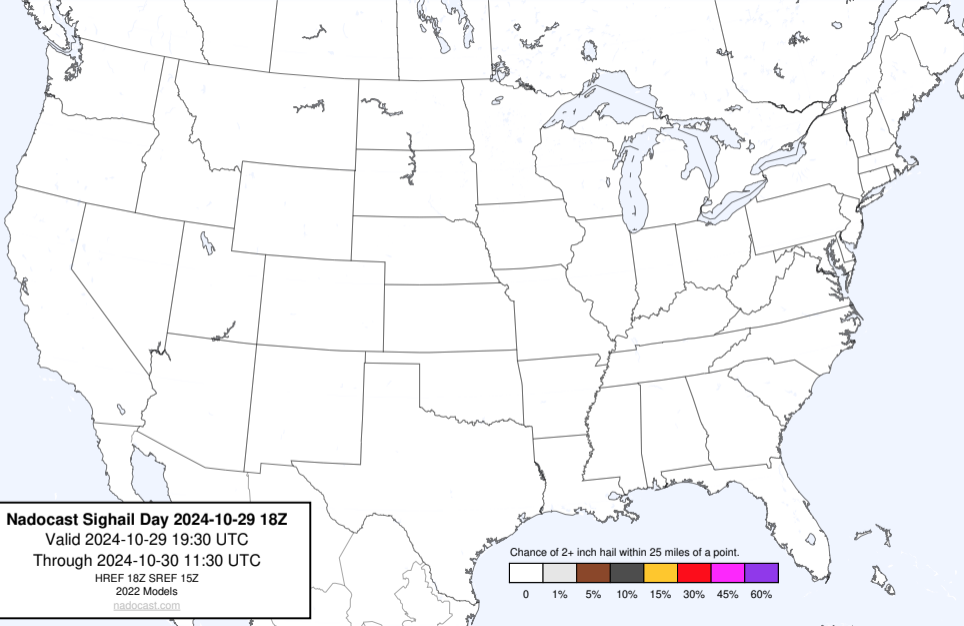 Nadocast Sighail Day 2024-10-29 18Z
Valid 2024-10-29 19:30 UTC
Through 2024-10-30 11:30 UTC
HREF 18Z SREF 15Z
2022 Models
nadocast.com
Chance of 2+ inch hail within 25 miles of a point.
0 1% 5% 10% 15% 30% 45% 60%